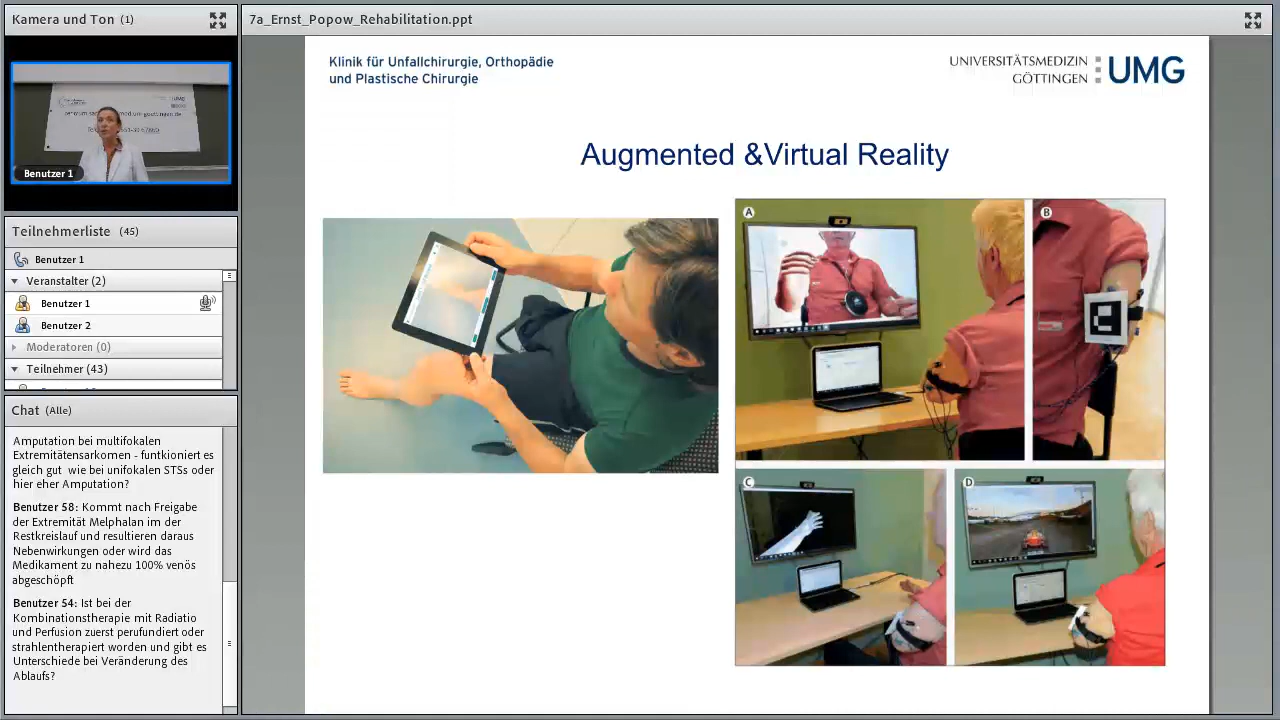 Kamera und Ton (1)
Benutzer 1
Teilnehmerliste (45)
Benutzer 1
Veranstalter (2)
Benutzer 1
Benutzer 2
Moderatoren (0)
Teilnehmer (43)
Chat (Alle)
Amputation bei multifokalen
Extremitätensarkomen - funtkioniert es
gleich gut wie bei unifokalen STSs oder
hier eher Amputation?
Benutzer 58: Kommt nach Freigabe
der Extremität Melphalan im der
Restkreislauf und resultieren daraus
Nebenwirkungen oder wird das
Medikament zu nahezu 100% venös
abgeschöpft
Benutzer 54: Ist bei der
Kombinationstherapie mit Radiatio
und Perfusion zuerst perufundiert oder
strahlentherapiert worden und gibt es
Unterschiede bei Veränderung des
Ablaufs?
7a_Ernst_Popow_Rehabilitation.ppt
Klinik für Unfallchirurgie, Orthopädie
und Plastische Chirurgie
UNIVERSITÄTSMEDIZIN
GÖTTINGEN
UMG
Augmented &Virtual Reality
A
B
C
D